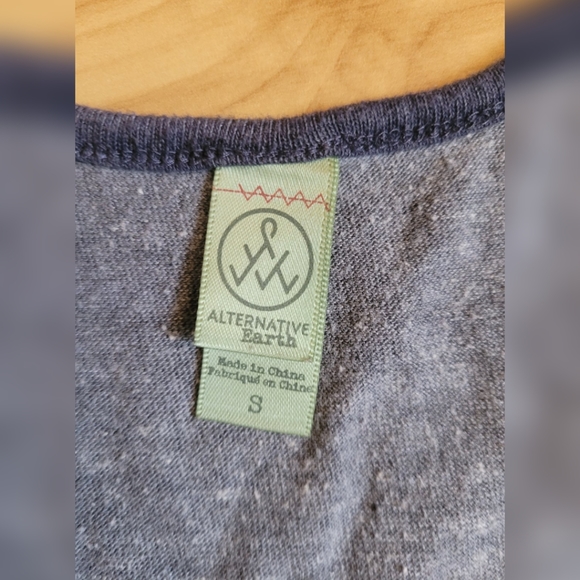 ALTERNATIVE
Earth
Made in China
Fabriqué en Chine
S